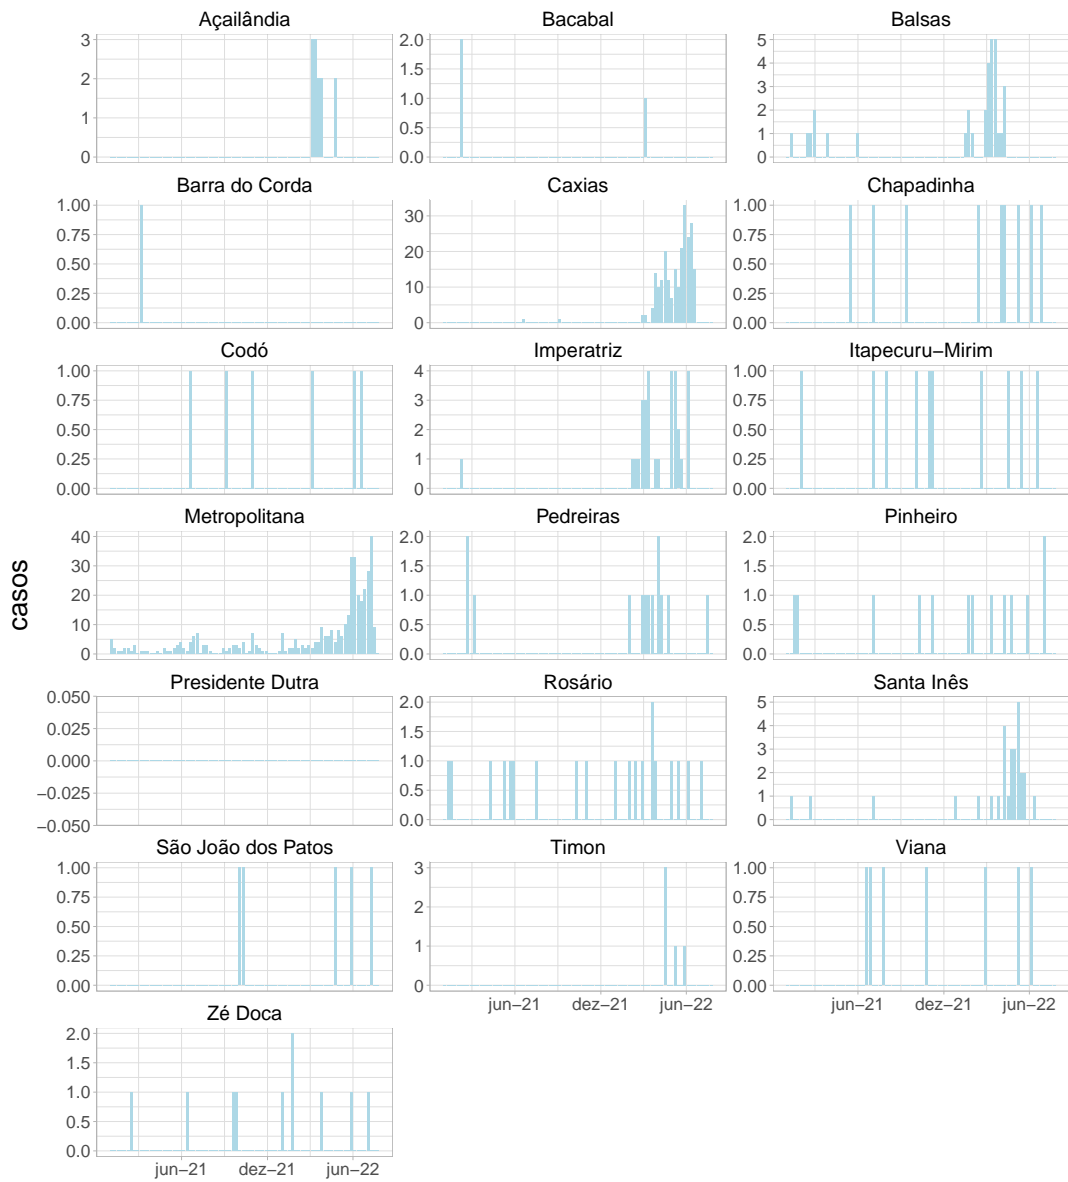 Açailândia Bacabal Balsas
3 2.0 5
2 1.5 4
1 1.0 3
0 0.5 2
0.0 1
0
Barra do Corda Caxias Chapadinha
1.00 30 1.00
0.75 20 0.75
0.50 10 0.50
0.25 0 0.25
0.00 0.00
Codó Imperatriz Itapecuru−Mirim
1.00 4 1.00
0.75 3 0.75
0.50 2 0.50
0.25 1 0.25
0.00 0 0.00
Metropolitana Pedreiras Pinheiro
40 2.0 2.0
30 1.5 1.5
20 1.0 1.0
10 0.5 0.5
0 0.0 0.0
casos
Presidente Dutra Rosário Santa Inês
0.050 2.0 5
0.025 1.5 4
0.000 1.0 3
−0.025 0.5 2
−0.050 0.0 1
0
São João dos Patos Timon Viana
1.00 3 1.00
0.75 2 0.75
0.50 1 0.50
0.25 0 0.25
0.00 0.00
jun−21 dez−21 jun−22 jun−21 dez−21 jun−22
Zé Doca
2.0
1.5
1.0
0.5
0.0
jun−21 dez−21 jun−22